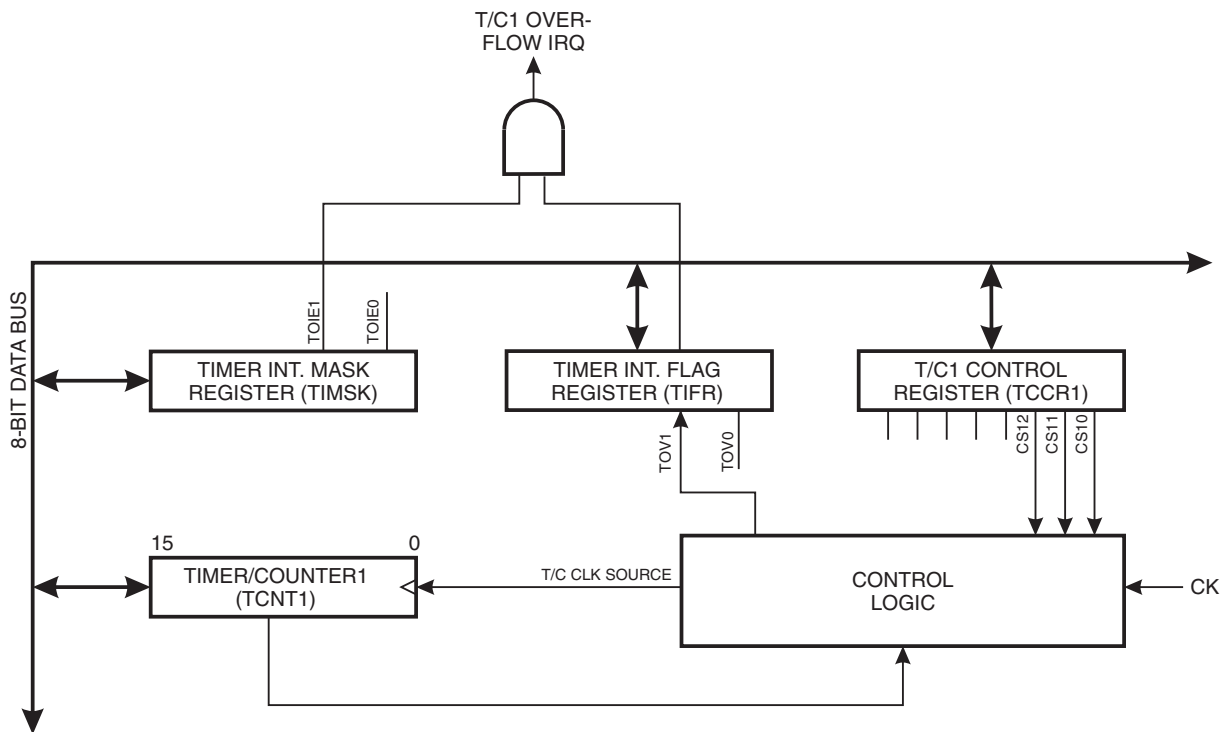 T/C1 OVER-
FLOW IRQ
8-BIT DATA BUS
TOIE1
TOIE0
TIMER INT. MASK
REGISTER (TIMSK)
TIMER INT. FLAG
REGISTER (TIFR)
T/C1 CONTROL
REGISTER (TCCR1)
TOV1
TOV0
CS12
CS11
CS10
15
0
TIMER/COUNTER1
(TCNT1)
T/C CLK SOURCE
CONTROL
LOGIC
CK